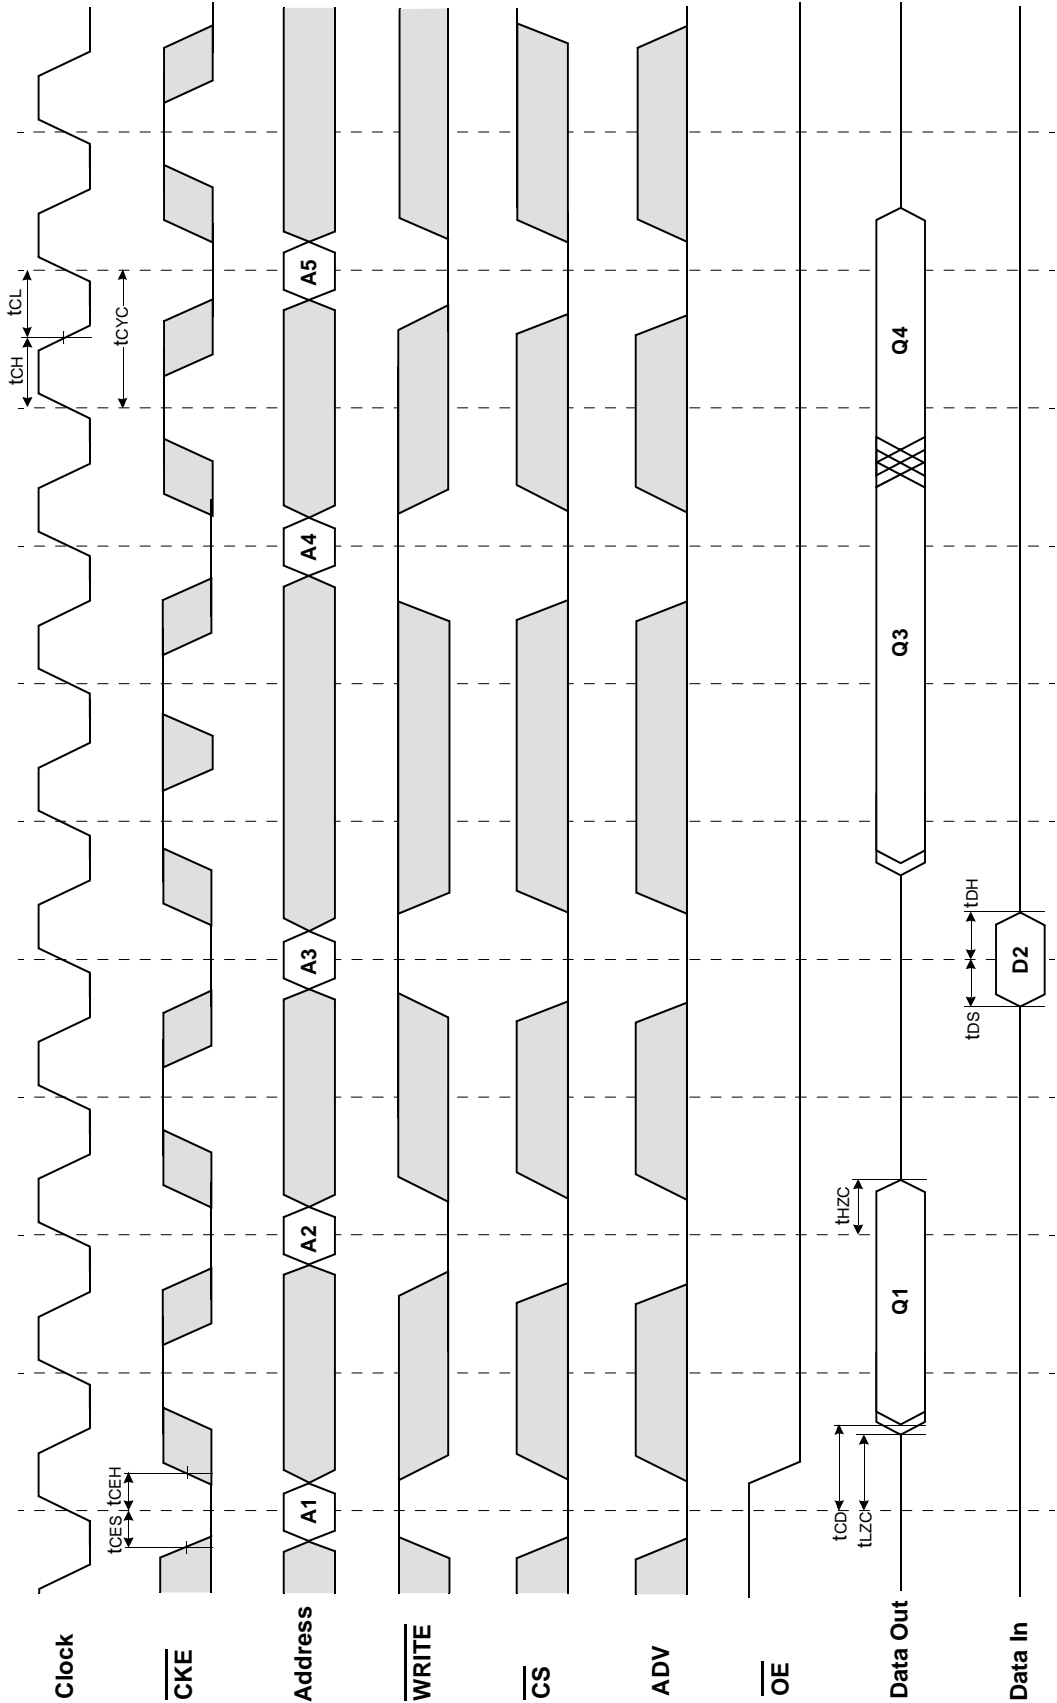 Clock
tCH
tCL
tCES
tCEH
tCYC
CKE
Address
A1
A2
A3
A4
A5
WRITE
CS
ADV
OE
tCD
tLZC
tHZC
Data Out
Q1
Q3
Q4
tDS
tDH
Data In
D2